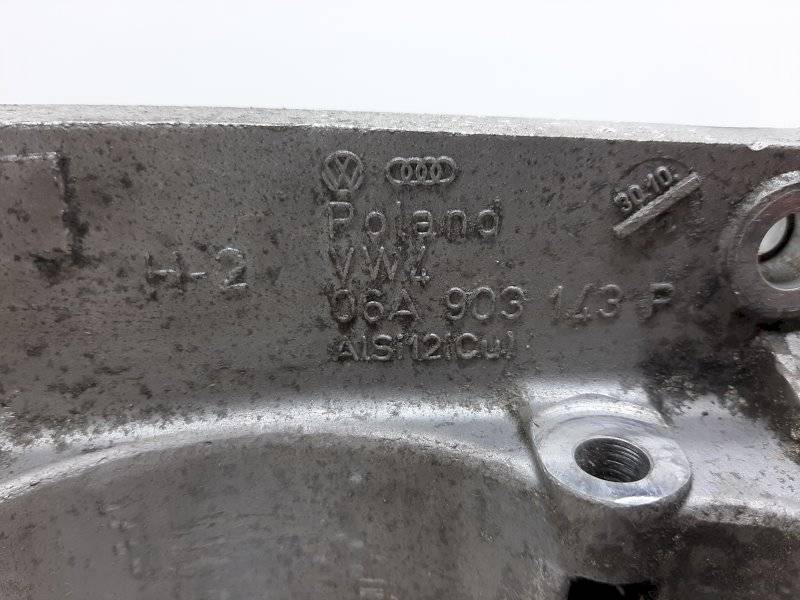 Poland
30.10.
H-2
VW4
06A 903 143 P
AlSi12(Cu)